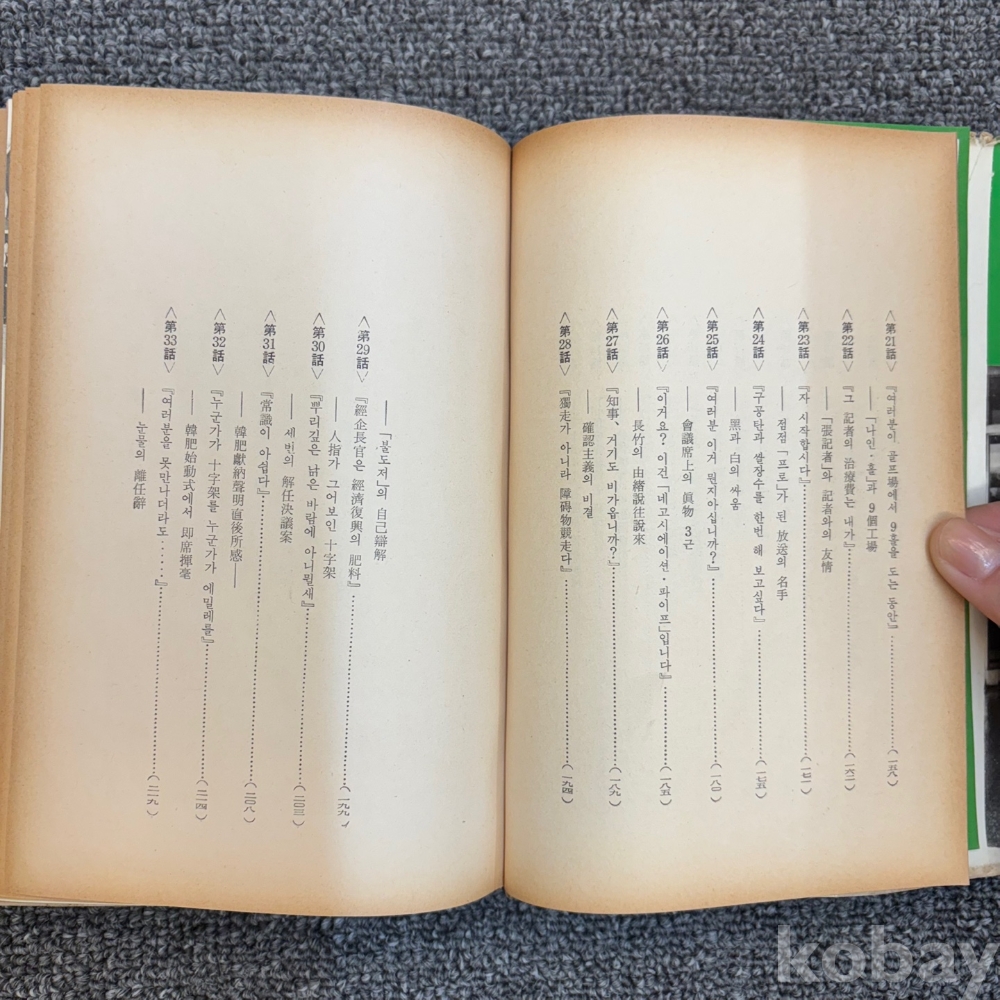 〈第21話〉『여러분이 골프場에서 9홀을 도는 동안』……(一五八)
──「나인·홀」과 9個工場
〈第22話〉『그 記者의 治療費는 내가』……(一六二)
──「張記者」와 記者와의 友情
〈第23話〉『자 시작합시다』……(一七一)
점점「프로」가 된 放送의 名手
〈第24話〉『구공탄과 쌀장수를 한번 해 보고싶다』……(一七五)
──黑과 白의 싸움
〈第25話〉『여러분 이거 뭔지아십니까?』……(一八〇)
──會議席上의 眞物 3근
〈第26話〉『이거요? 이건「네고시에이션·파이프」입니다』……(一八五)
──長竹의 由緖說往說來
〈第27話〉『知事、거기도 비가옵니까?』……(一八九)
──確認主義의 비결
〈第28話〉『獨走가 아니라 障碍物競走다』……(一九四)
──「불도저」의 自己辯解
〈第29話〉『經企長官은 經濟復興의 肥料』……(一九九)
──人指가 그어보인 十字架
〈第30話〉『뿌리깊은 낡은 바람에 아니뮐새』……(二〇三)
──세번의 解任決議案
〈第31話〉『常識이 아쉽다』……(二〇八)
──韓肥獻納聲明直後所感──
〈第32話〉『누군가가 十字架를 누군가가 에밀레를』……(二一四)
──韓肥始動式에서 即席揮毫
〈第33話〉『여러분을 못만나더라도····』……(二一九)
──눈물의 離任辭
kobay